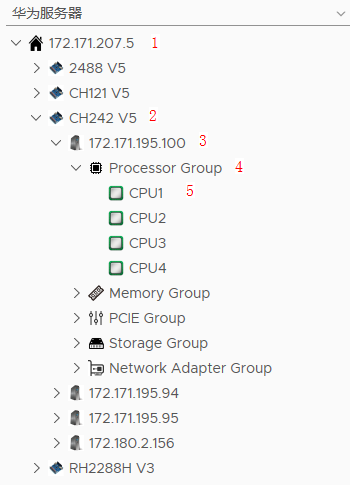 华为服务器
172.171.207.5 1
2488 V5
CH121 V5
CH242 V5 2
172.171.195.100 3
Processor Group 4
CPU1 5
CPU2
CPU3
CPU4
Memory Group
PCIE Group
Storage Group
Network Adapter Group
172.171.195.94
172.171.195.95
172.180.2.156
RH2288H V3